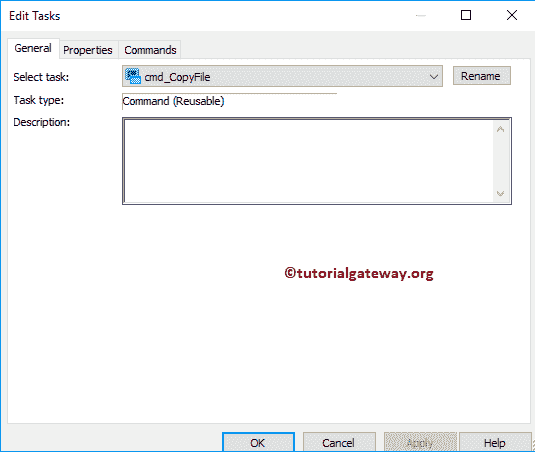 Edit Tasks
General Properties Commands
Select task: cmd_CopyFile Rename
Task type: Command (Reusable)
Description:
©tutorialgateway.org
OK Cancel Apply Help